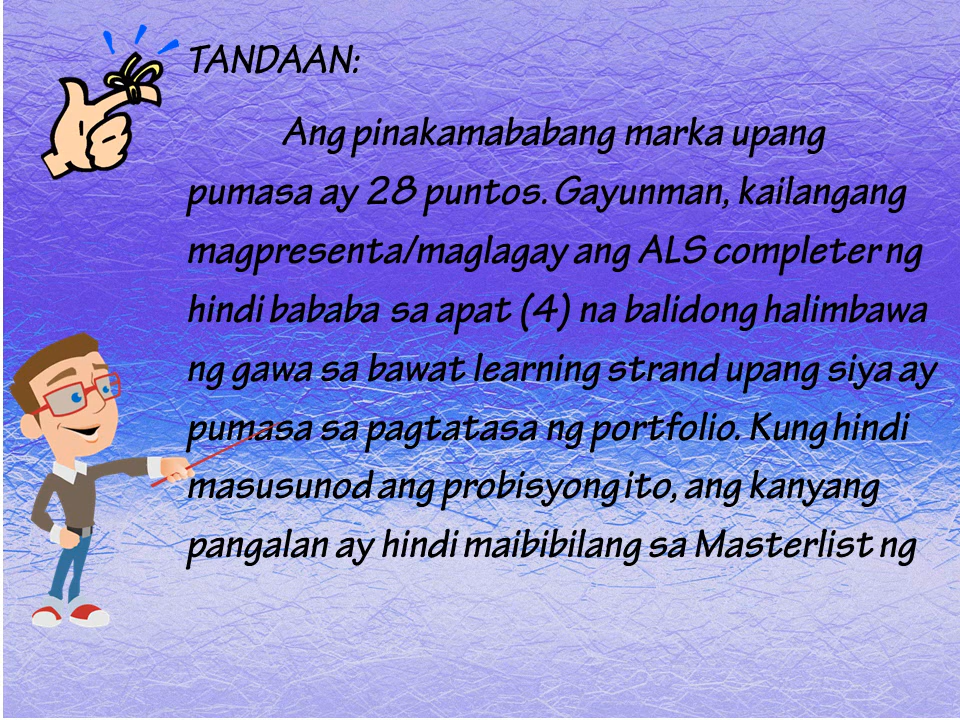 TANDAAN:
Ang pinakamababang marka upang
pumasa ay 28 puntos. Gayunman, kailangang
magpresenta/maglagay ang ALS completer ng
hindi bababa sa apat (4) na balidong halimbawa
ng gawa sa bawat learning strand upang siya ay
pumasa sa pagtatasa ng portfolio. Kung hindi
masusunod ang probisyong ito, ang kanyang
pangalan ay hindi maibibilang sa Masterlist ng